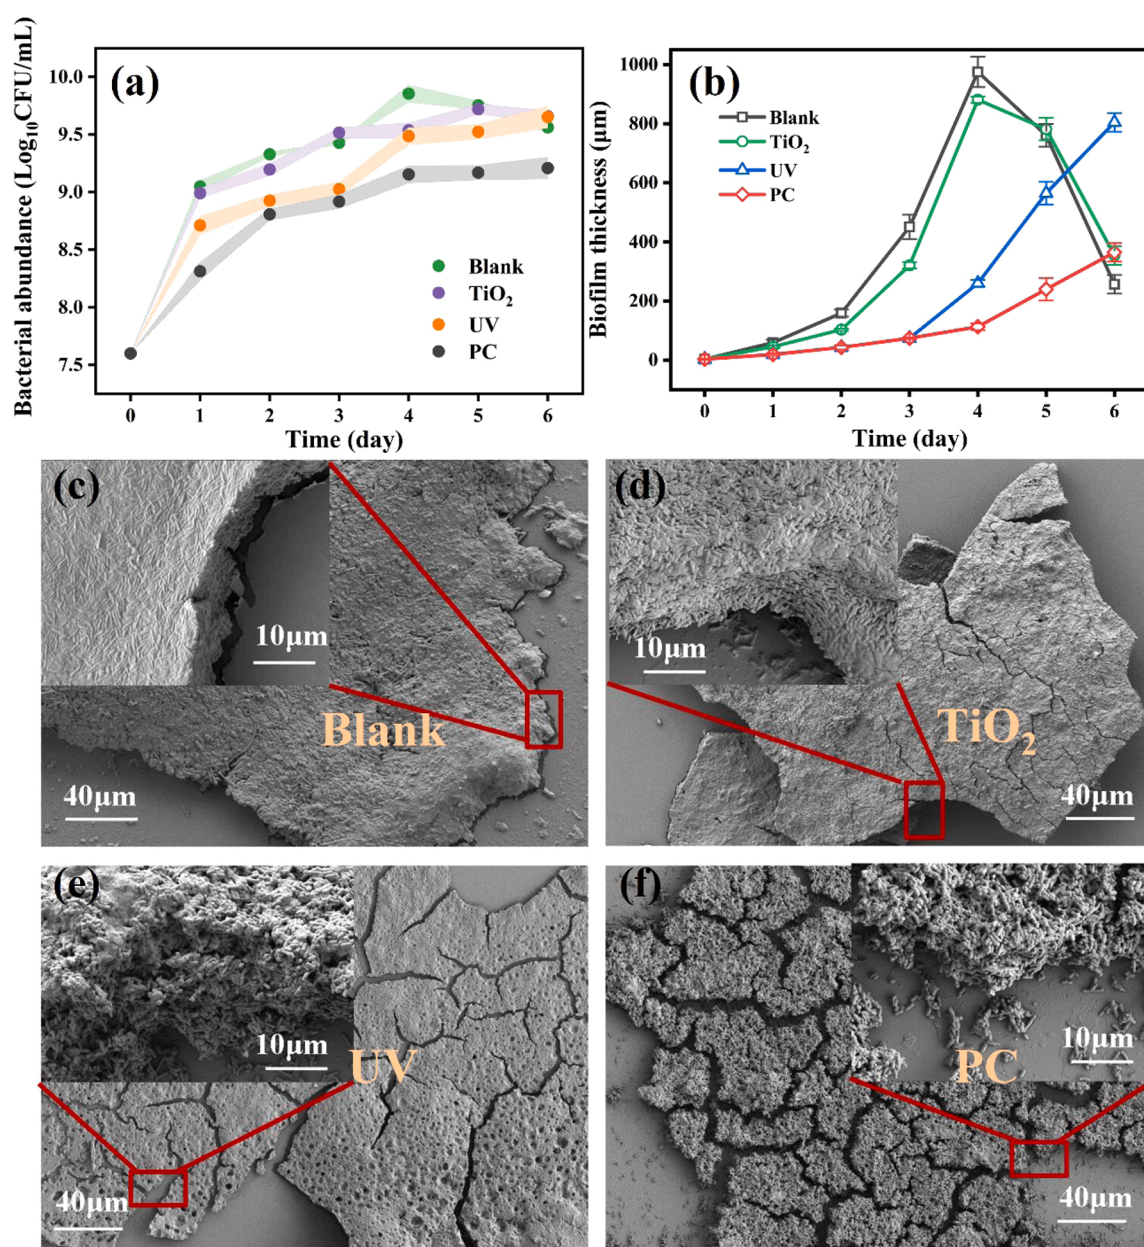 (a)
Bacterial abundance (Log₁₀CFU/mL)
10.0
9.5
9.0
8.5
8.0
7.5
Blank
TiO₂
UV
PC
0 1 2 3 4 5 6
Time (day)
(b)
Biofilm thickness (μm)
1000
800
600
400
200
0
Blank
TiO₂
UV
PC
0 1 2 3 4 5 6
Time (day)
(c)
10μm
Blank
40μm
(d)
10μm
TiO₂
40μm
(e)
10μm
UV
40μm
(f)
10μm
PC
40μm